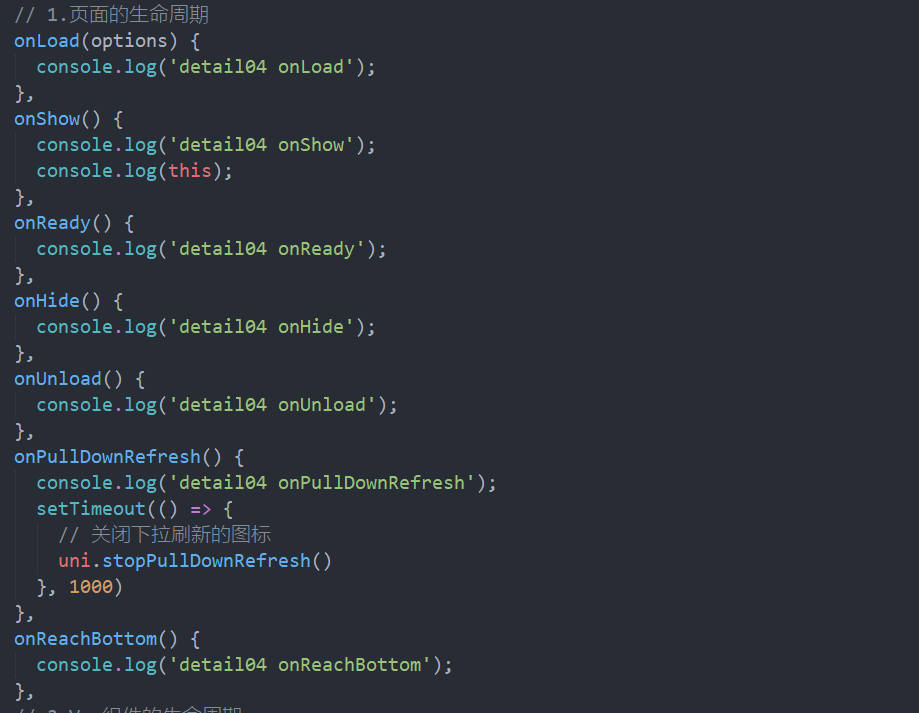 // 1.页面的生命周期
onLoad(options) {
  console.log('detail04 onLoad');
},
onShow() {
  console.log('detail04 onShow');
  console.log(this);
},
onReady() {
  console.log('detail04 onReady');
},
onHide() {
  console.log('detail04 onHide');
},
onUnload() {
  console.log('detail04 onUnload');
},
onPullDownRefresh() {
  console.log('detail04 onPullDownRefresh');
  setTimeout(() => {
    // 关闭下拉刷新的图标
    uni.stopPullDownRefresh()
  }, 1000)
},
onReachBottom() {
  console.log('detail04 onReachBottom');
},